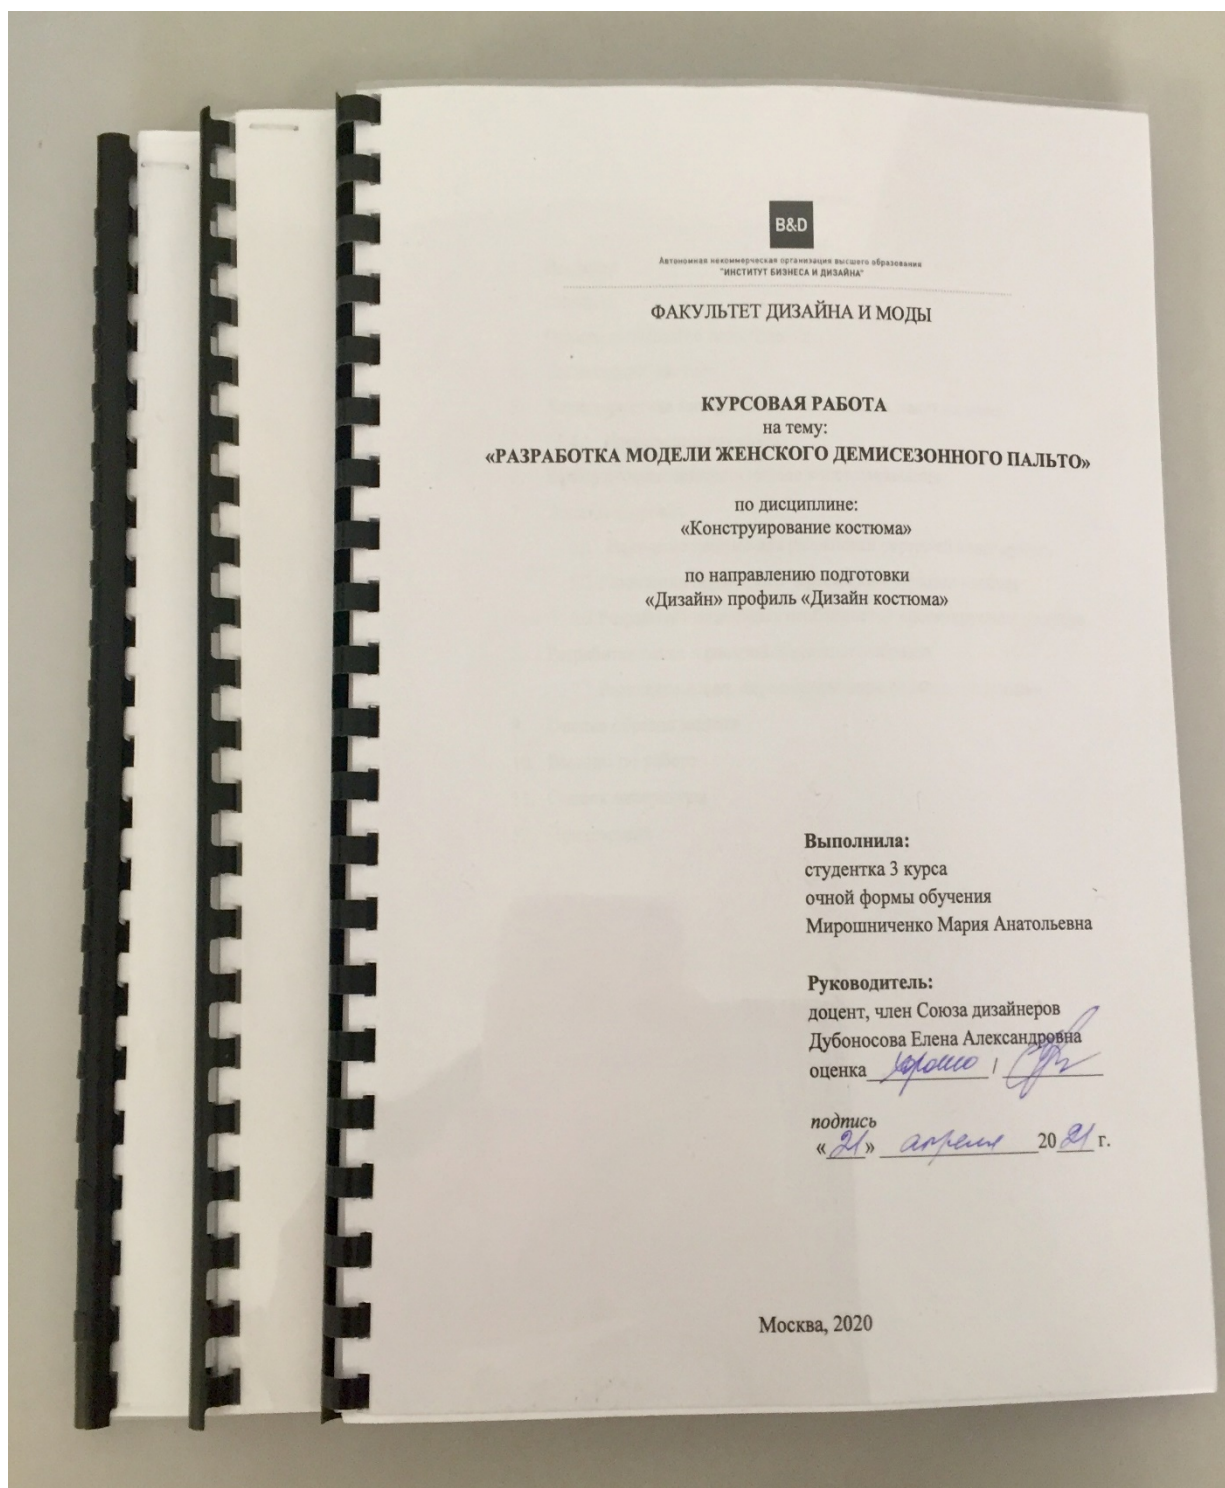 B&D
Автономная некоммерческая организация высшего образования
"ИНСТИТУТ БИЗНЕСА И ДИЗАЙНА"
ФАКУЛЬТЕТ ДИЗАЙНА И МОДЫ
КУРСОВАЯ РАБОТА
на тему:
«РАЗРАБОТКА МОДЕЛИ ЖЕНСКОГО ДЕМИСЕЗОННОГО ПАЛЬТО»
по дисциплине:
«Конструирование костюма»
по направлению подготовки
«Дизайн» профиль «Дизайн костюма»
Выполнила:
студентка 3 курса
очной формы обучения
Мирошниченко Мария Анатольевна
Руководитель:
доцент, член Союза дизайнеров
Дубоносова Елена Александровна
оценка хорошо /
подпись
«21» апреля 2021 г.
Москва, 2020